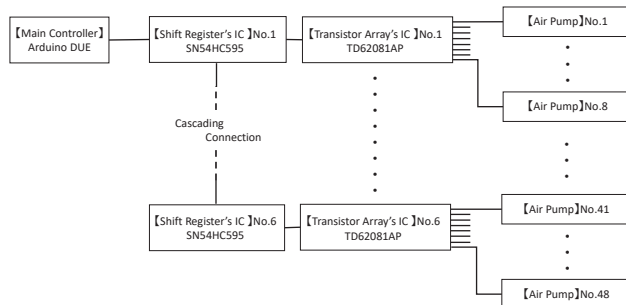 【Main Controller】
Arduino DUE
【Shift Register's IC 】No.1
SN54HC595
【Transistor Array's IC】No.1
TD62081AP
【Air Pump】No.1
【Air Pump】No.8
Cascading
Connection
【Shift Register's IC 】No.6
SN54HC595
【Transistor Array's IC】No.6
TD62081AP
【Air Pump】No.41
【Air Pump】No.48